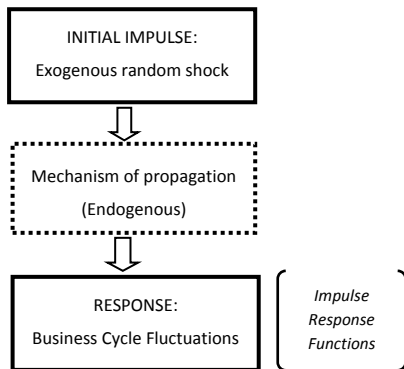 INITIAL IMPULSE:
Exogenous random shock
Mechanism of propagation
(Endogenous)
RESPONSE:
Business Cycle Fluctuations
Impulse
Response
Functions